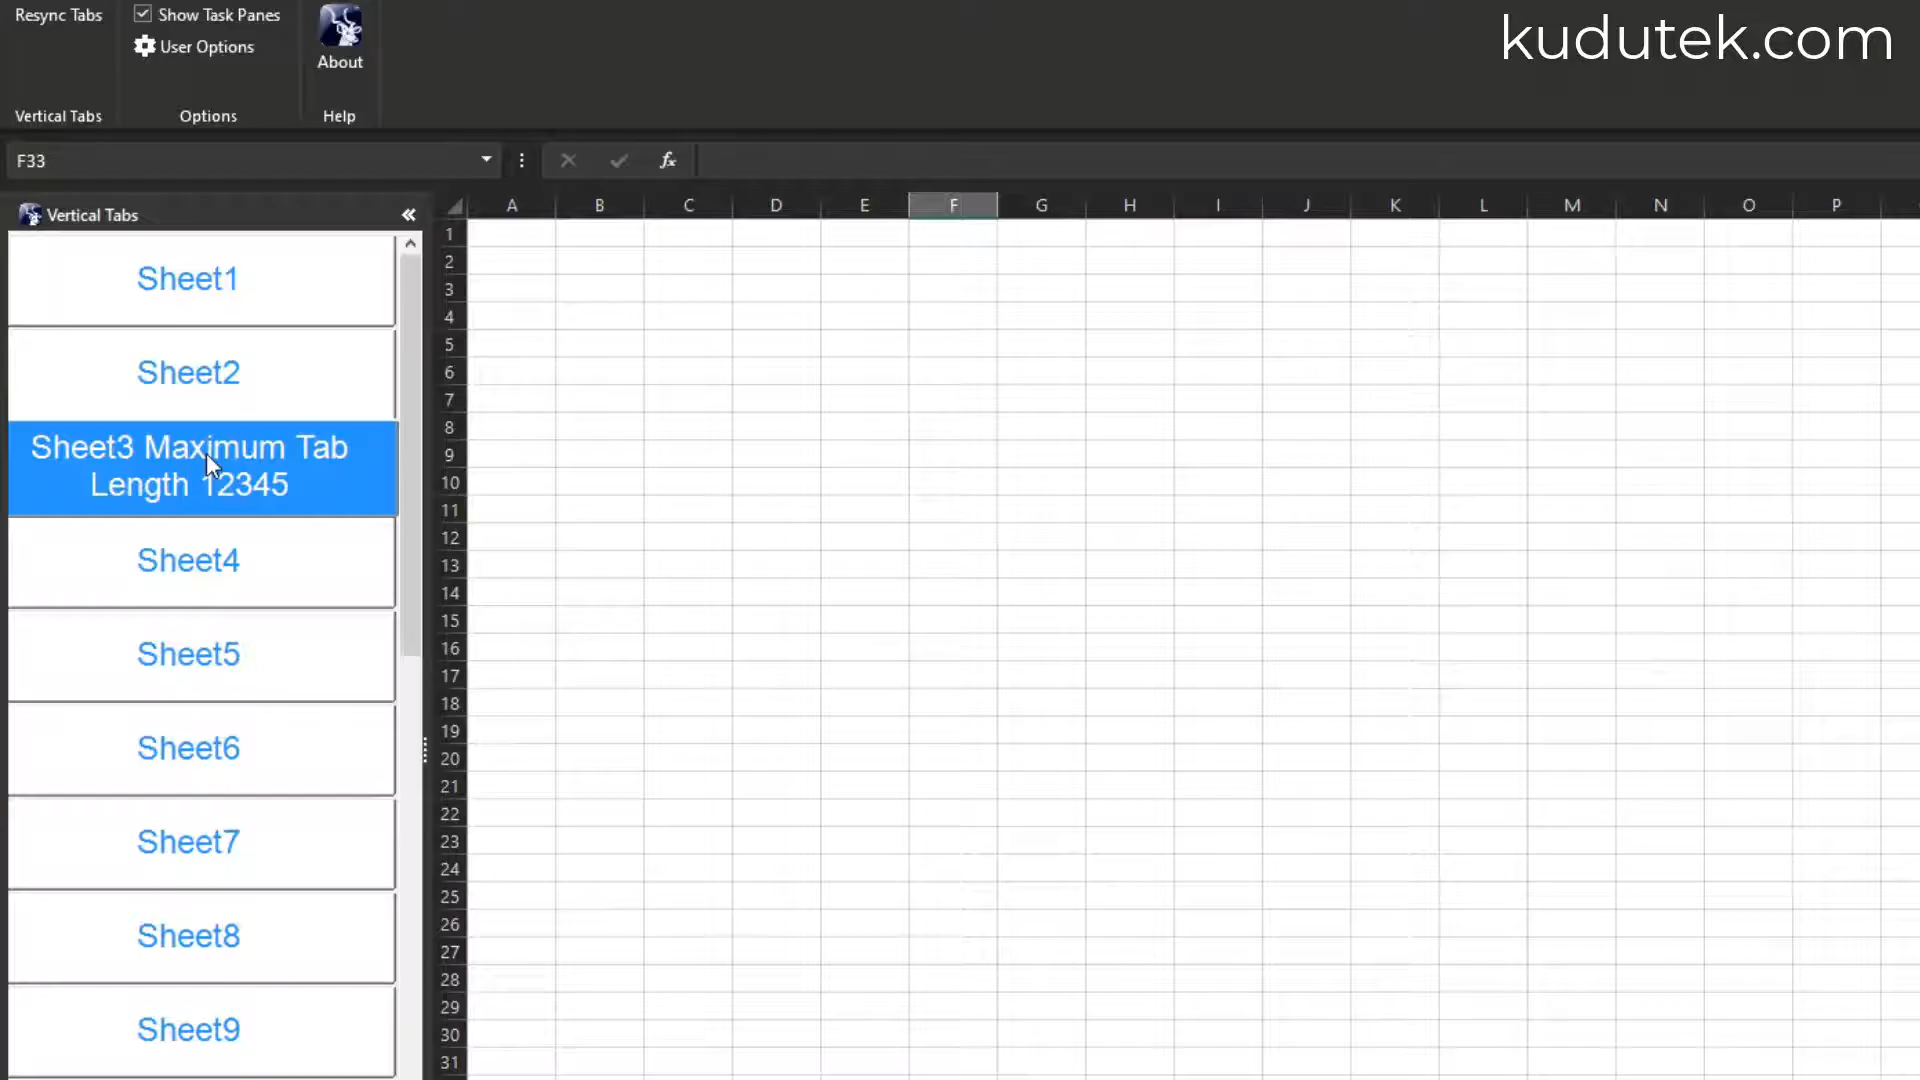 Resync Tabs
Show Task Panes
User Options
About
kudutek.com
Vertical Tabs
Options
Help
F33
fx
Vertical Tabs
«
A B C D E F G H I J K L M N O P
Sheet1
Sheet2
Sheet3 Maximum Tab
Length 12345
Sheet4
Sheet5
Sheet6
Sheet7
Sheet8
Sheet9
1
2
3
4
5
6
7
8
9
10
11
12
13
14
15
16
17
18
19
20
21
22
23
24
25
26
27
28
29
30
31